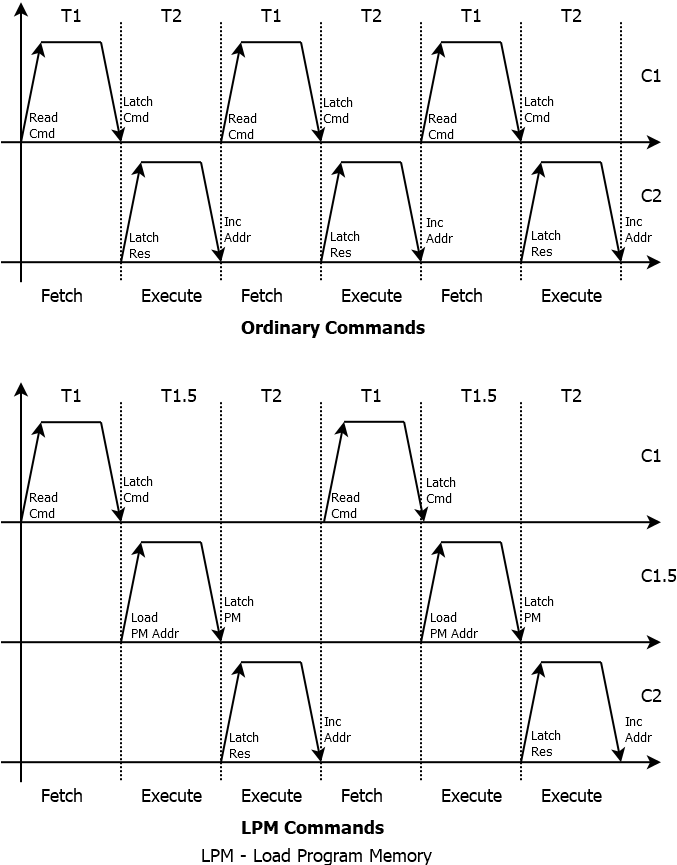 T1 T2 T1 T2 T1 T2
C1
Read
Cmd
Latch
Cmd
Read
Cmd
Latch
Cmd
Read
Cmd
Latch
Cmd
C2
Latch
Res
Inc
Addr
Latch
Res
Inc
Addr
Latch
Res
Inc
Addr
Fetch Execute Fetch Execute Fetch Execute
Ordinary Commands
T1 T1.5 T2 T1 T1.5 T2
C1
Read
Cmd
Latch
Cmd
Read
Cmd
Latch
Cmd
C1.5
Load
PM Addr
Latch
PM
Load
PM Addr
Latch
PM
C2
Latch
Res
Inc
Addr
Latch
Res
Inc
Addr
Fetch Execute Execute Fetch Execute Execute
LPM Commands
LPM - Load Program Memory